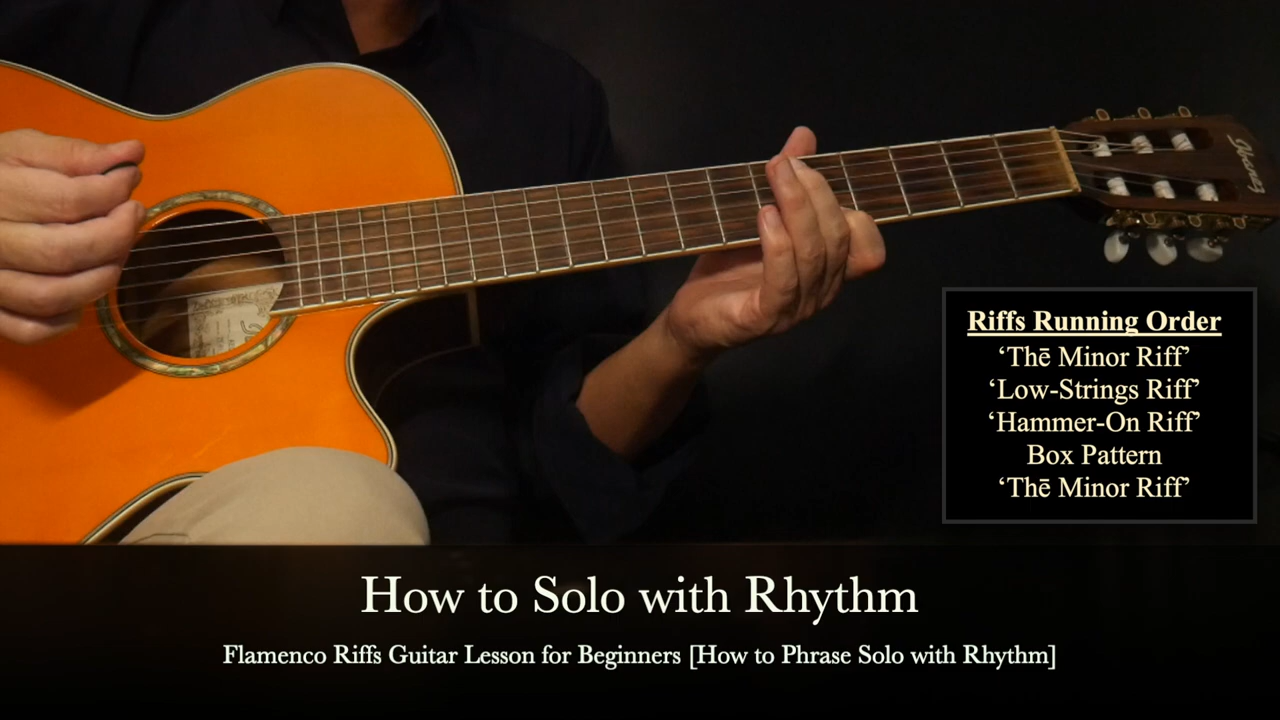 Ibanez
Riffs Running Order
‘Thē Minor Riff’
‘Low-Strings Riff’
‘Hammer-On Riff’
Box Pattern
‘Thē Minor Riff’
How to Solo with Rhythm
Flamenco Riffs Guitar Lesson for Beginners [How to Phrase Solo with Rhythm]